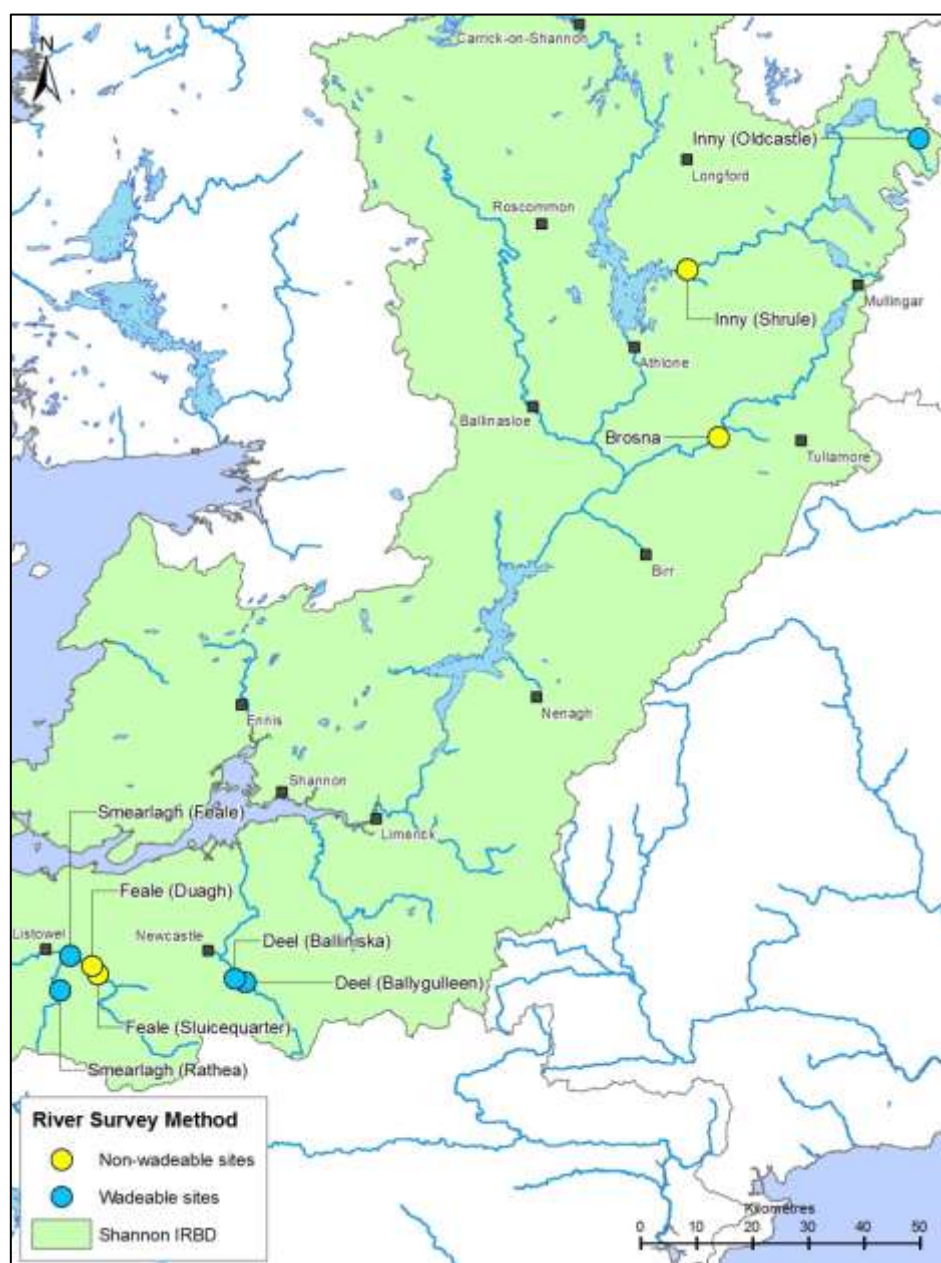 N
Carrick-on-Shannon
Inny (Oldcastle)
Longford
Roscommon
Mullingar
Inny (Shrule)
Athlone
Ballinasloe
Brosna
Tullamore
Birr
Nenagh
Ennis
Shannon
Smearlagh (Feale)
Limerick
Feale (Duagh)
Listowel
Newcastle
Deel (Balliniska)
Deel (Ballygulleen)
Feale (Sluicequarter)
Smearlagh (Rathea)
River Survey Method
Non-wadeable sites
Wadeable sites
Shannon IRBD
Kilometres
0 10 20 30 40 50